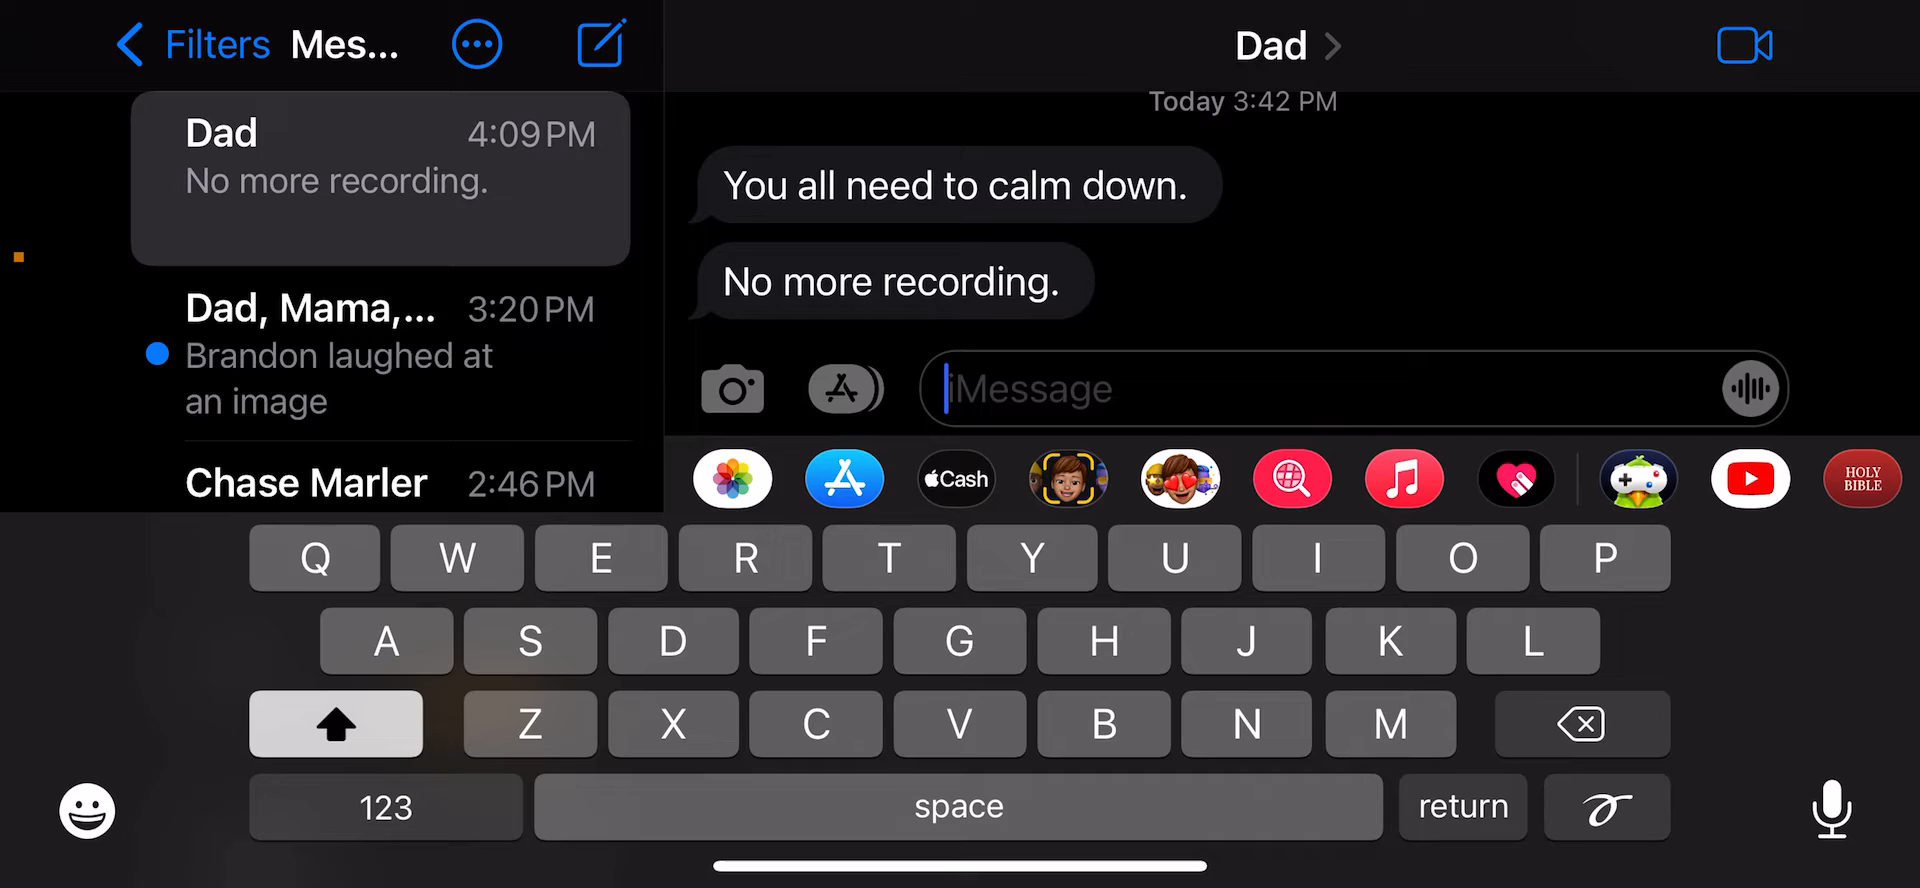 Filters Mes...
Dad 4:09 PM
No more recording.
Dad, Mama,... 3:20 PM
Brandon laughed at
an image
Chase Marler 2:46 PM
Dad
Today 3:42 PM
You all need to calm down.
No more recording.
iMessage
Cash
HOLY
BIBLE
Q W E R T Y U I O P
A S D F G H J K L
Z X C V B N M
123 space return